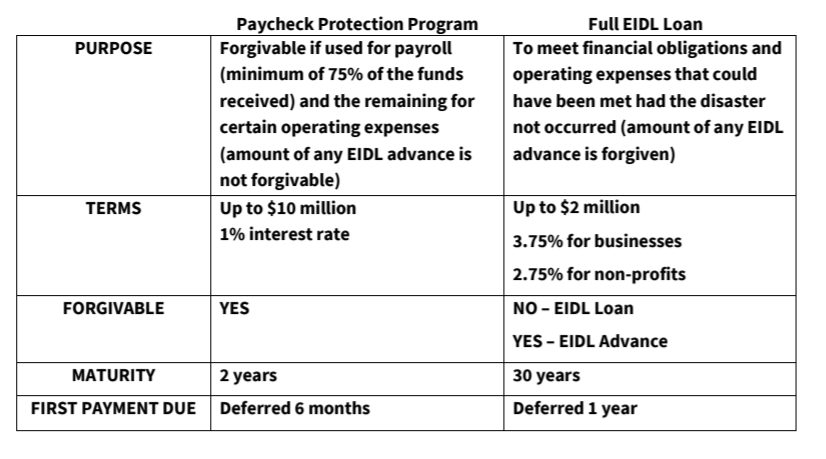 Paycheck Protection Program Full EIDL Loan
PURPOSE
Forgivable if used for payroll
(minimum of 75% of the funds
received) and the remaining for
certain operating expenses
(amount of any EIDL advance is
not forgivable)
To meet financial obligations and
operating expenses that could
have been met had the disaster
not occurred (amount of any EIDL
advance is forgiven)
TERMS
Up to $10 million
1% interest rate
Up to $2 million
3.75% for businesses
2.75% for non-profits
FORGIVABLE
YES
NO – EIDL Loan
YES – EIDL Advance
MATURITY
2 years
30 years
FIRST PAYMENT DUE
Deferred 6 months
Deferred 1 year